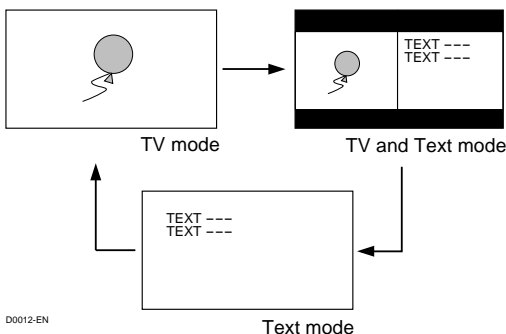 TEXT ---
TEXT ---
TV mode
TV and Text mode
TEXT ---
TEXT ---
D0012-EN
Text mode